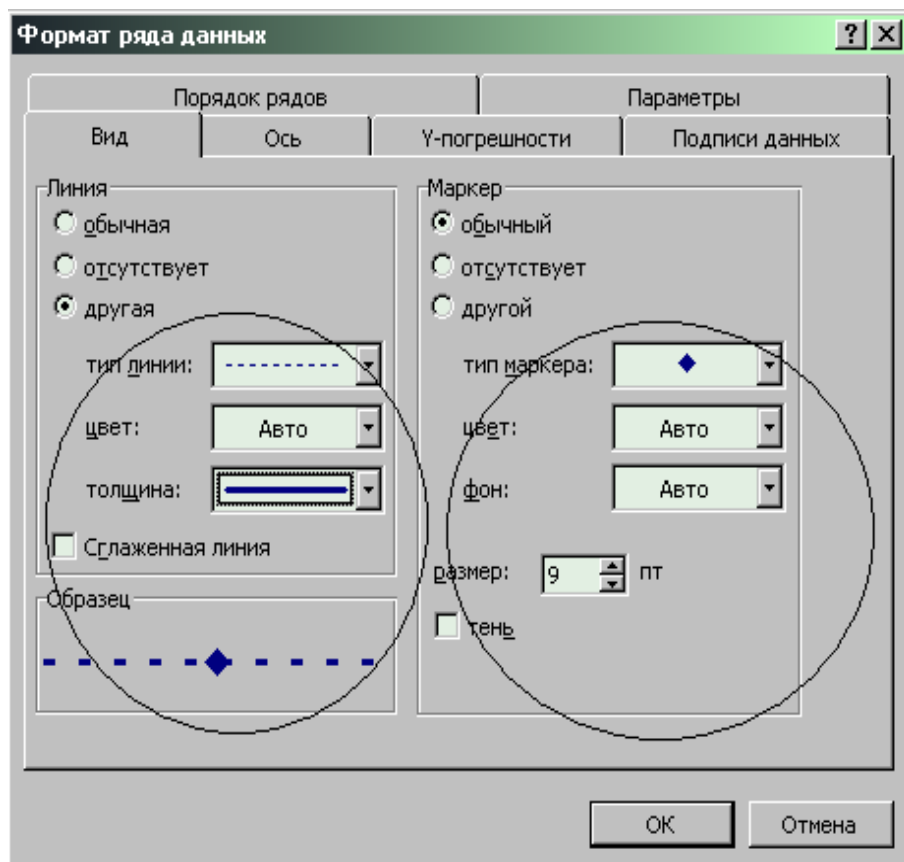 Формат ряда данных
Порядок рядов
Параметры
Вид
Ось
Y-погрешности
Подписи данных
Линия
обычная
отсутствует
другая
тип линии:
цвет:
Авто
толщина:
Сглаженная линия
Образец
Маркер
обычный
отсутствует
другой
тип маркера:
цвет:
Авто
фон:
Авто
размер:
9
пт
тень
ОК
Отмена